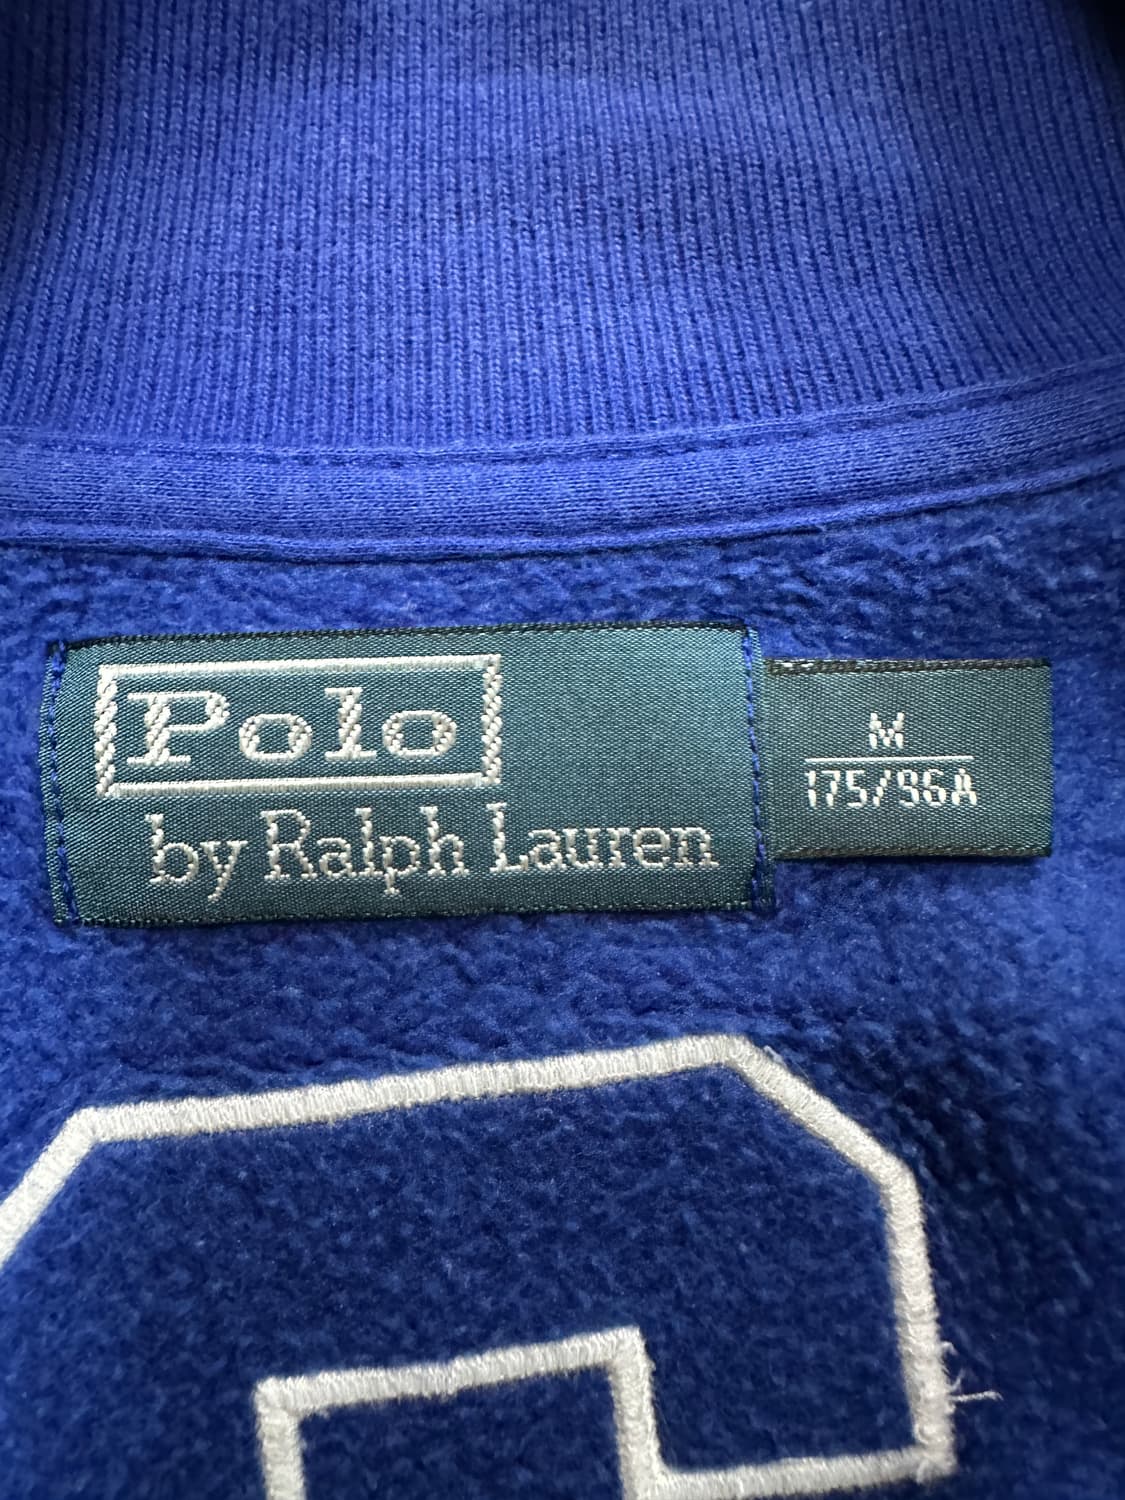 Polo
by Ralph Lauren
M
175/96A